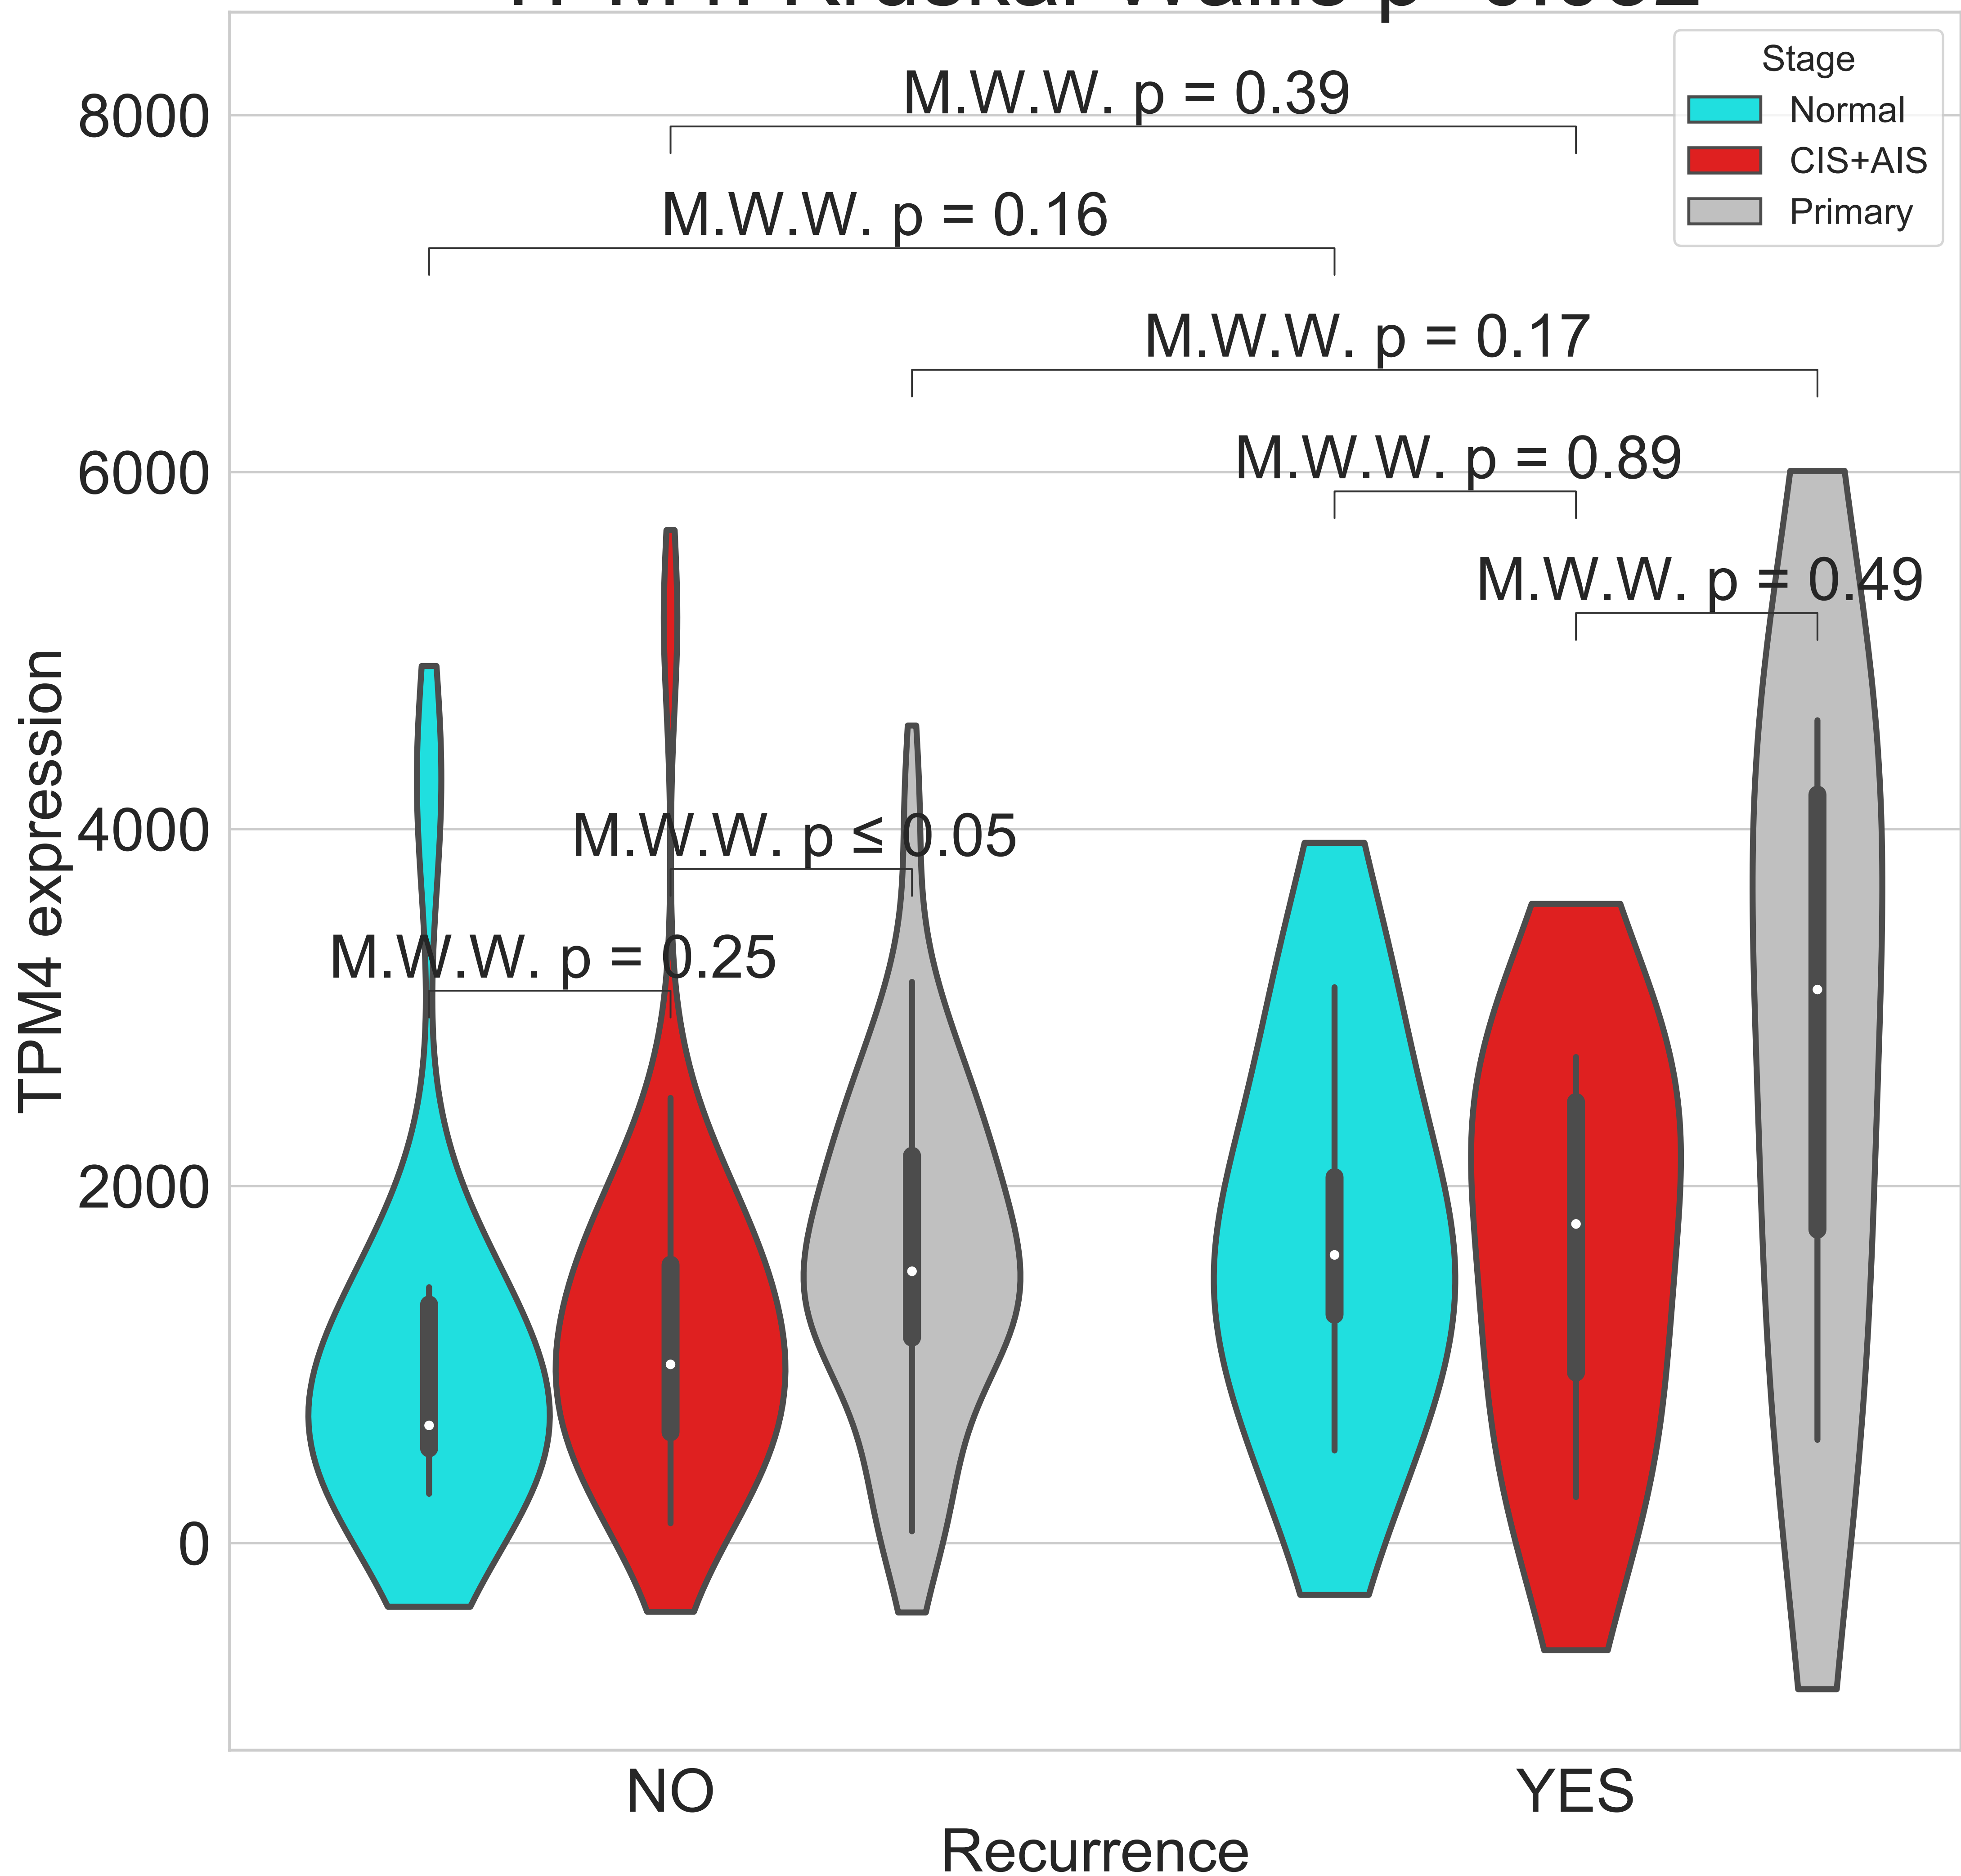 Stage
Normal
CIS+AIS
Primary
M.W.W. p = 0.39
M.W.W. p = 0.16
M.W.W. p = 0.17
M.W.W. p = 0.89
M.W.W. p = 0.49
M.W.W. p ≤ 0.05
M.W.W. p = 0.25
8000
6000
4000
2000
0
TPM4 expression
NO
YES
Recurrence